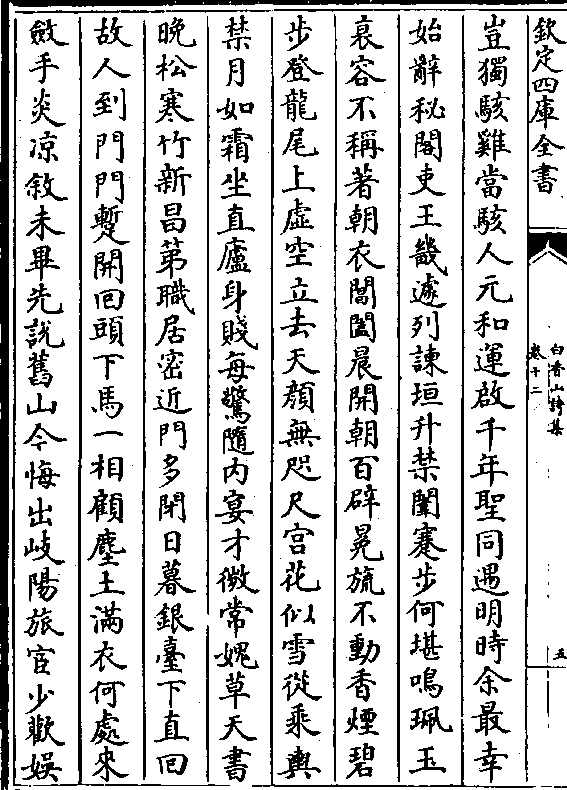 欽定四庫全書
白香山詩集
卷十二
五
豈獨駭雞當駭人元和運啟千年聖同遇明時余最幸
始辭秘閣吏王畿遽列諫垣升禁闈蹇步何堪鳴珮玉
衰容不稱著朝衣閶闔晨開朝百辟冕旒不動香煙碧
步登龍尾上虛空立去天顏無咫尺宮花似雪從乘輿
禁月如霜坐直廬身賤每驚隨內宴才微常媿草天書
晚松寒竹新昌第職居密近門多閉日暮銀臺下直回
故人到門門暫開回頭下馬一相顧塵土滿衣何處來
斂手炎凉敘未畢先說舊山今悔出岐陽旅宦少歡娛